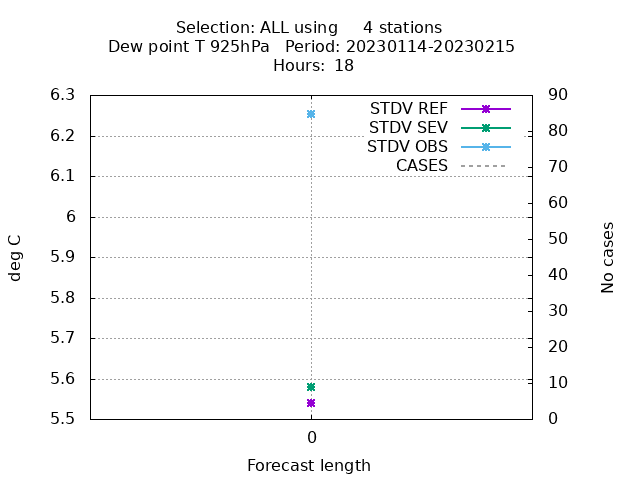 Selection: ALL using     4 stations
Dew point T 925hPa   Period: 20230114-20230215
Hours: 18
6.3
6.2
6.1
6
5.9
5.8
5.7
5.6
5.5
90
80
70
60
50
40
30
20
10
0
STDV REF
STDV SEV
STDV OBS
CASES
deg C
No cases
0
Forecast length